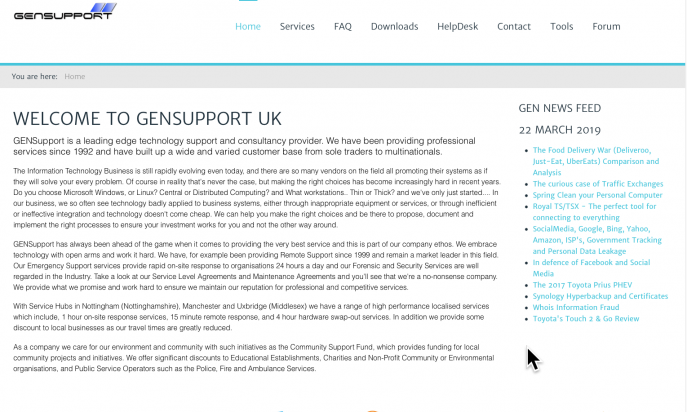 GENSUPPORT
Home Services FAQ Downloads HelpDesk Contact Tools Forum
You are here: Home
WELCOME TO GENSUPPORT UK
GENSupport is a leading edge technology support and consultancy provider. We have been providing professional
services since 1992 and have built up a wide and varied customer base from sole traders to multinationals.
The Information Technology Business is still rapidly evolving even today, and there are so many vendors on the field all promoting their systems as if
they will solve your every problem. Of course in reality that's never the case, but making the right choices has become increasingly hard in recent years.
Do you choose Microsoft Windows, or Linux? Central or Distributed Computing? and What workstations.. Thin or Thick? and we've only just started.... In
our business, we so often see technology badly applied to business systems, either through inappropriate equipment or services, or through inefficient
or ineffective integration and technology doesn't come cheap. We can help you make the right choices and be there to propose, document and
implement the right processes to ensure your investment works for you and not the other way around.
GENSupport has always been ahead of the game when it comes to providing the very best service and this is part of our company ethos. We embrace
technology with open arms and work it hard. We have, for example been providing Remote Support since 1999 and remain a market leader in this field.
Our Emergency Support services provide rapid on-site response to organisations 24 hours a day and our Forensic and Security Services are well
regarded in the Industry. Take a look at our Service Level Agreements and Maintenance Agreements and you'll see that we're a no-nonsense company.
We provide what we promise and work hard to ensure we maintain our reputation for professional and competitive services.
With Service Hubs in Nottingham (Nottinghamshire), Manchester and Uxbridge (Middlesex) we have a range of high performance localised services
which include, 1 hour on-site response services, 15 minute remote response, and 4 hour hardware swap-out services. In addition we provide some
discount to local businesses as our travel times are greatly reduced.
As a company we care for our environment and community with such initiatives as the Community Support Fund, which provides funding for local
community projects and initiatives. We offer significant discounts to Educational Establishments, Charities and Non-Profit Community or Environmental
organisations, and Public Service Operators such as the Police, Fire and Ambulance Services.
GEN NEWS FEED
22 MARCH 2019
The Food Delivery War (Deliveroo,
Just-Eat, UberEats) Comparison and
Analysis
The curious case of Traffic Exchanges
Spring Clean your Personal Computer
Royal TS/TSX - The perfect tool for
connecting to everything
SocialMedia, Google, Bing, Yahoo,
Amazon, ISP's, Government Tracking
and Personal Data Leakage
In defence of Facebook and Social
Media
The 2017 Toyota Prius PHEV
Synology Hyperbackup and Certificates
Whois Information Fraud
Toyota's Touch 2 & Go Review